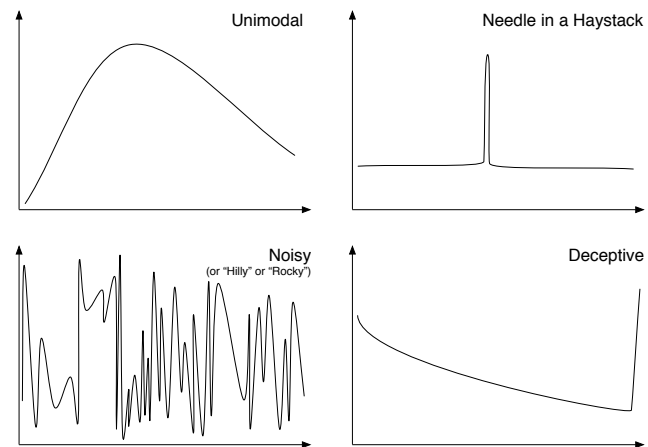 Unimodal
Needle in a Haystack
Noisy
(or “Hilly” or “Rocky”)
Deceptive